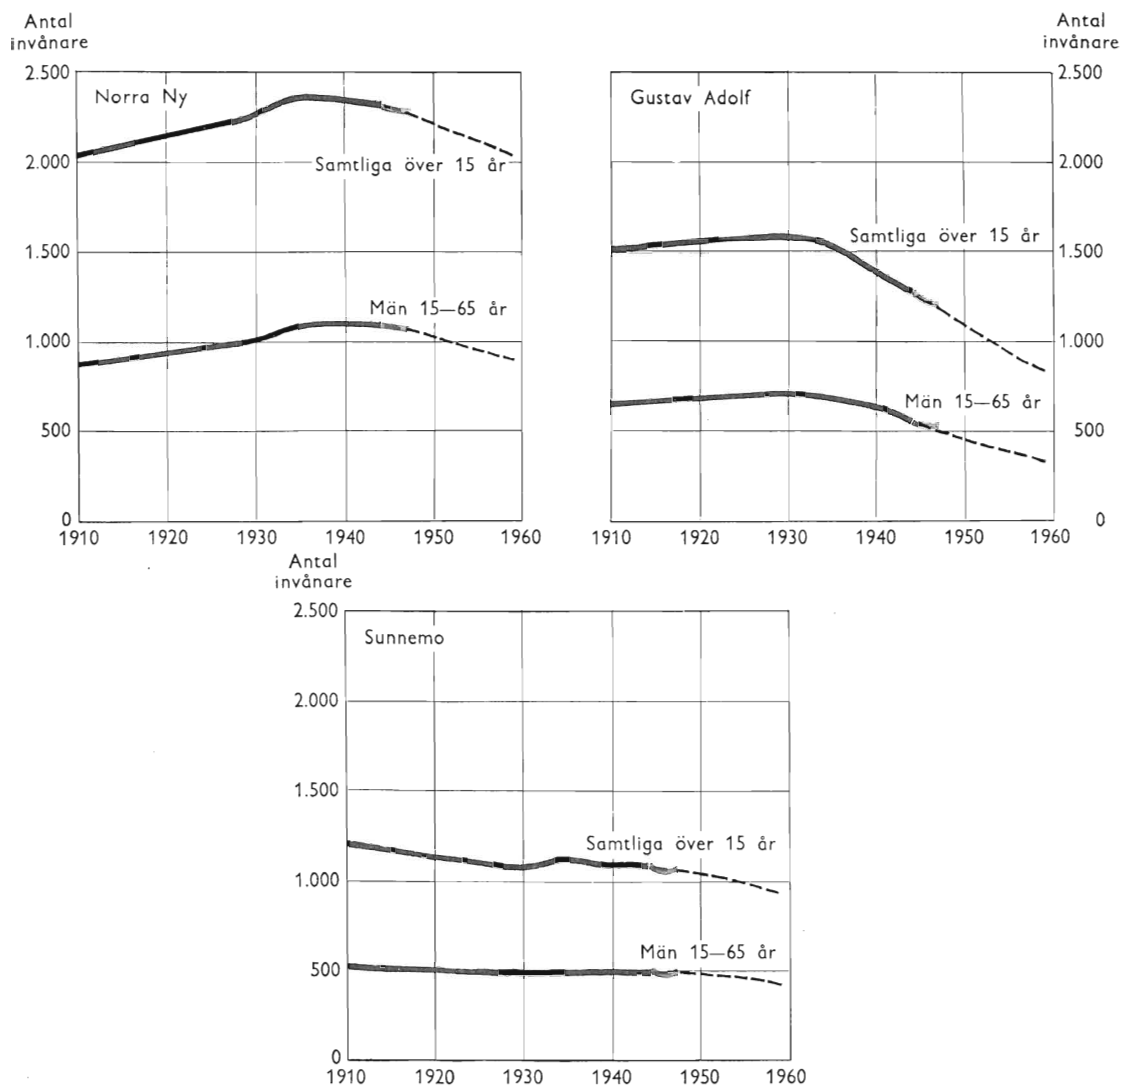 Antal
invånare
2.500
2.000
1.500
1.000
500
0
Norra Ny
Samtliga över 15 år
Män 15—65 år
1910 1920 1930 1940 1950 1960
Antal
invånare
2.500
2.000
1.500
1.000
500
0
Gustav Adolf
Samtliga över 15 år
Män 15—65 år
1910 1920 1930 1940 1950 1960
Antal
invånare
2.500
2.000
1.500
1.000
500
0
Sunnemo
Samtliga över 15 år
Män 15—65 år
1910 1920 1930 1940 1950 1960